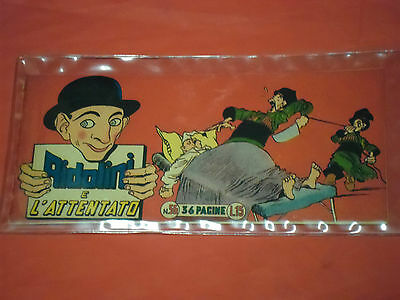 Ridolini
E
L'ATTENTATO
N.50 36 PAGINE L.15